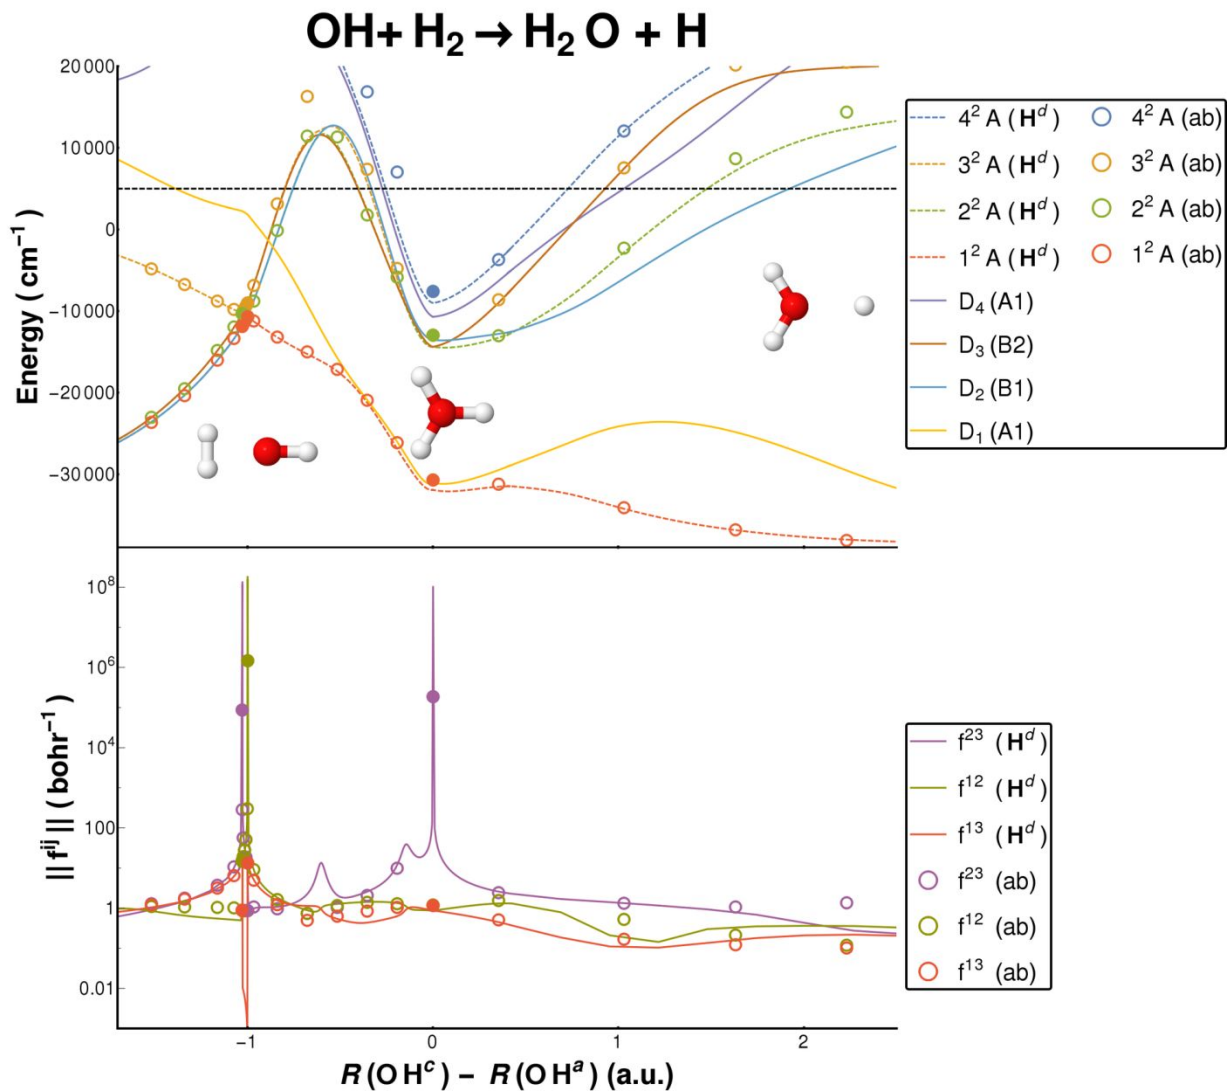 OH+ H₂ → H₂ O + H
20 000
10 000
0
−10 000
−20 000
−30 000
Energy ( cm⁻¹ )
4² A ( Hᵈ )
4² A (ab)
3² A ( Hᵈ )
3² A (ab)
2² A ( Hᵈ )
2² A (ab)
1² A ( Hᵈ )
1² A (ab)
D₄ (A1)
D₃ (B2)
D₂ (B1)
D₁ (A1)
10⁸
10⁶
10⁴
100
1
0.01
|| fⁱʲ || ( bohr⁻¹ )
f²³ ( Hᵈ )
f¹² ( Hᵈ )
f¹³ ( Hᵈ )
f²³ (ab)
f¹² (ab)
f¹³ (ab)
−1
0
1
2
R (O Hᶜ ) − R (O Hᵃ ) (a.u.)